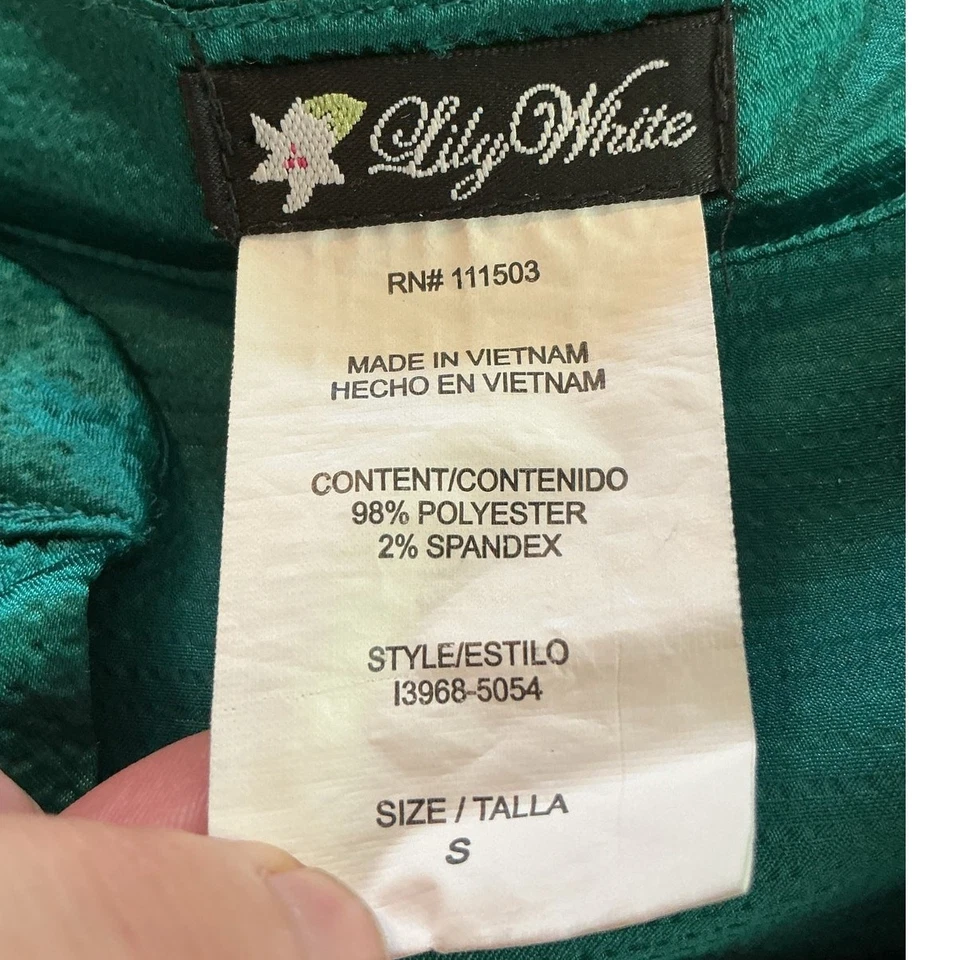 Lily White
RN# 111503
MADE IN VIETNAM
HECHO EN VIETNAM
CONTENT/CONTENIDO
98% POLYESTER
2% SPANDEX
STYLE/ESTILO
I3968-5054
SIZE / TALLA
S